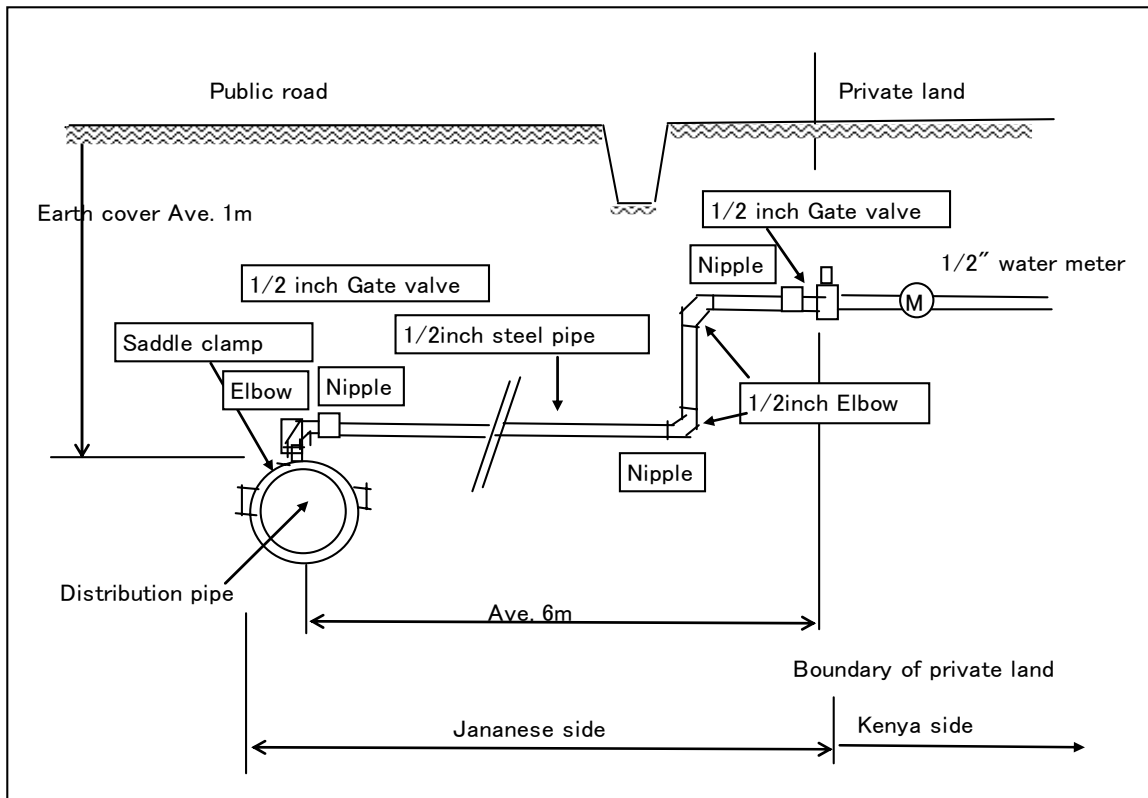 Public road
Private land
Earth cover Ave. 1m
1/2 inch Gate valve
Nipple
1/2 inch Gate valve
1/2″ water meter
M
Saddle clamp
1/2inch steel pipe
Elbow
Nipple
1/2inch Elbow
Nipple
Distribution pipe
Ave. 6m
Boundary of private land
Jananese side
Kenya side